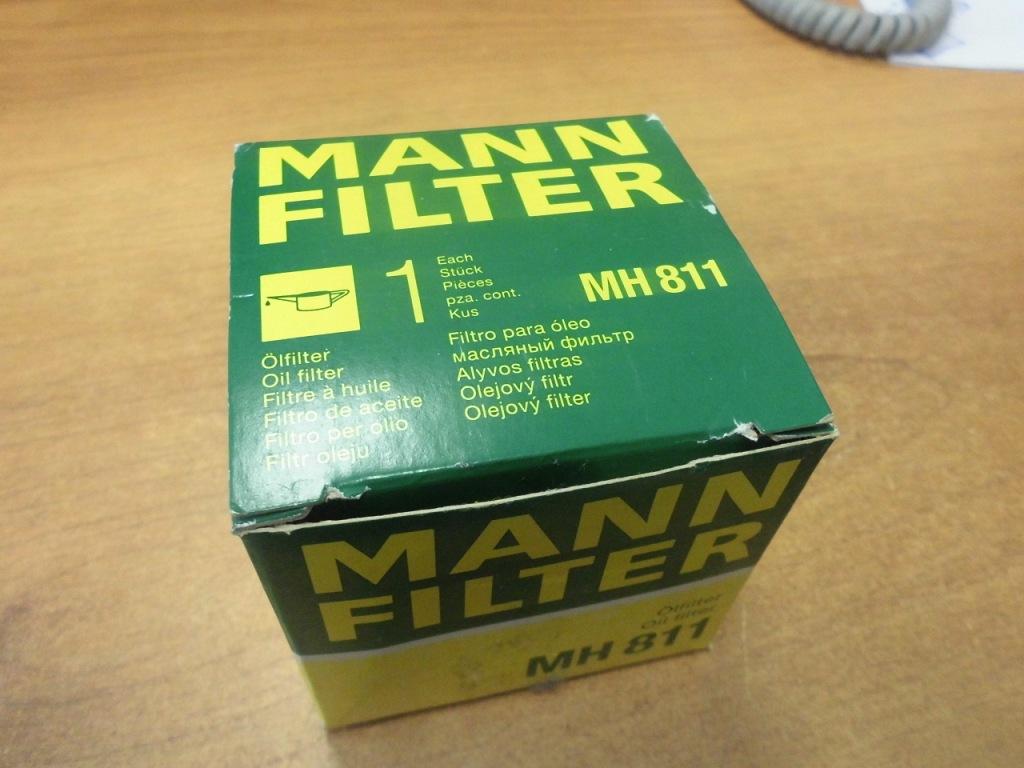 MANN
FILTER
1
Each
Stück
Pièces
pza. cont.
Kus
MH 811
Ölfilter
Oil filter
Filtre à huile
Filtro de aceite
Filtro per olio
Filtr oleju
Filtro para óleo
масляный фильтр
Alyvos filtras
Olejový filtr
Olejový filter
MANN
FILTER
Ölfilter
Oil filter
MH 811